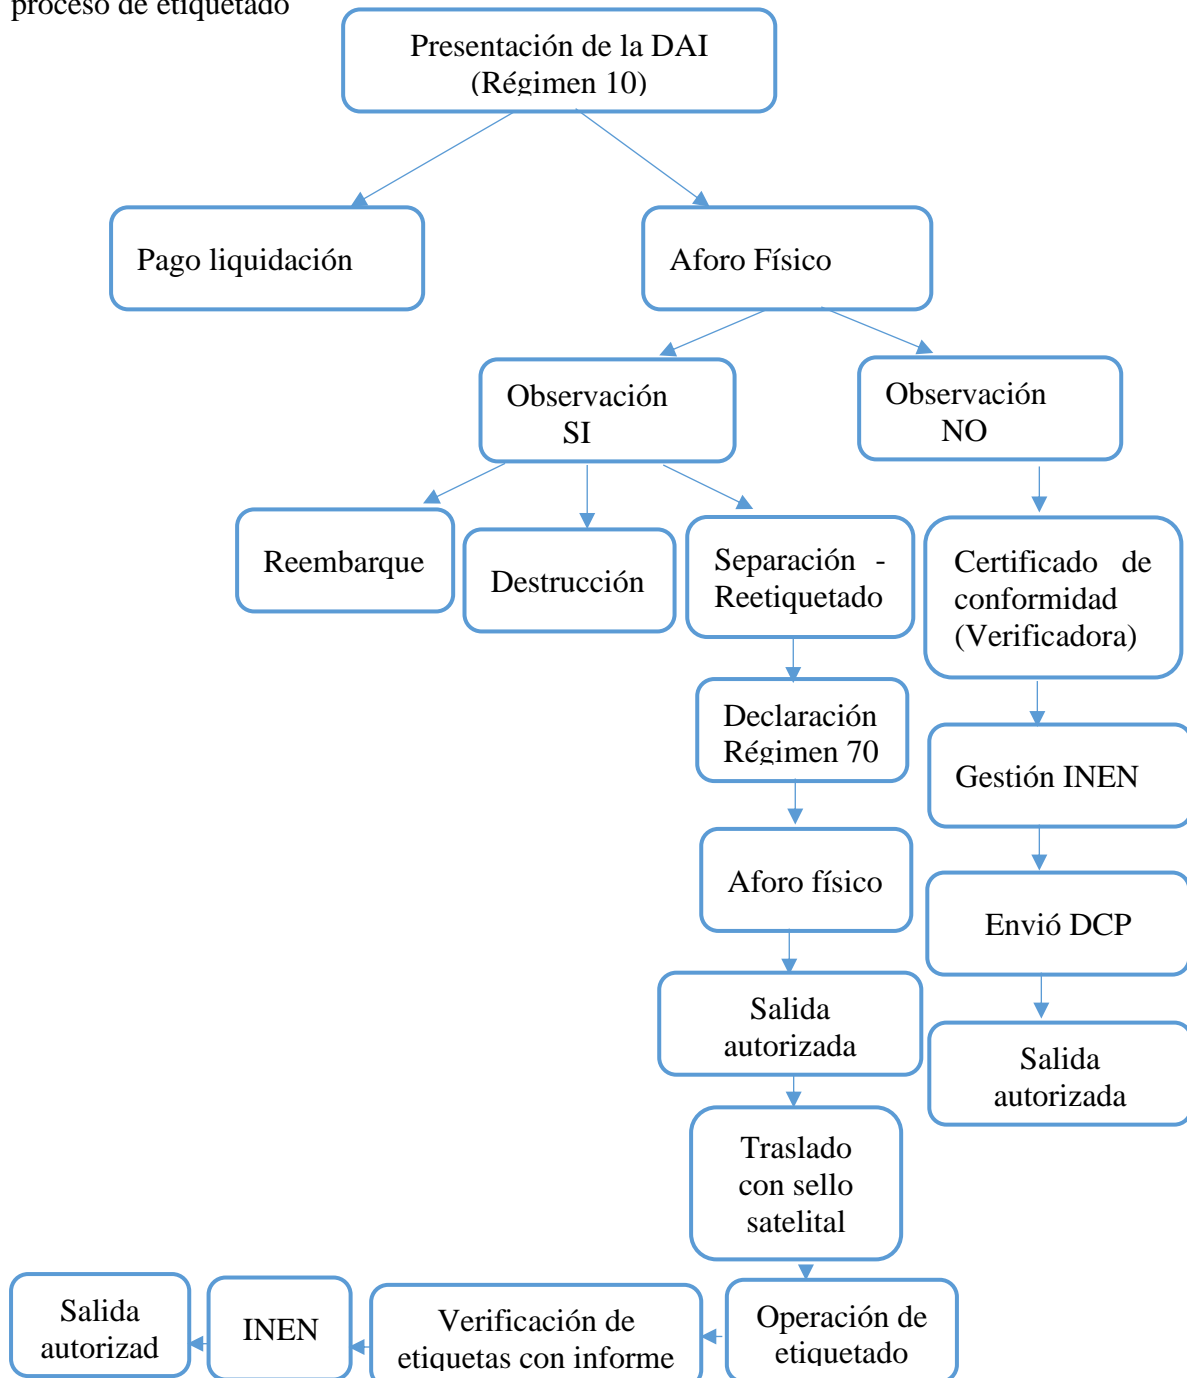 proceso de etiquetado
Presentación de la DAI
(Régimen 10)
Pago liquidación
Aforo Físico
Observación
SI
Observación
NO
Reembarque
Destrucción
Separación -
Reetiquetado
Certificado de
conformidad
(Verificadora)
Declaración
Régimen 70
Gestión INEN
Aforo físico
Envió DCP
Salida
autorizada
Salida
autorizada
Traslado
con sello
satelital
Operación de
etiquetado
Verificación de
etiquetas con informe
INEN
Salida
autorizad